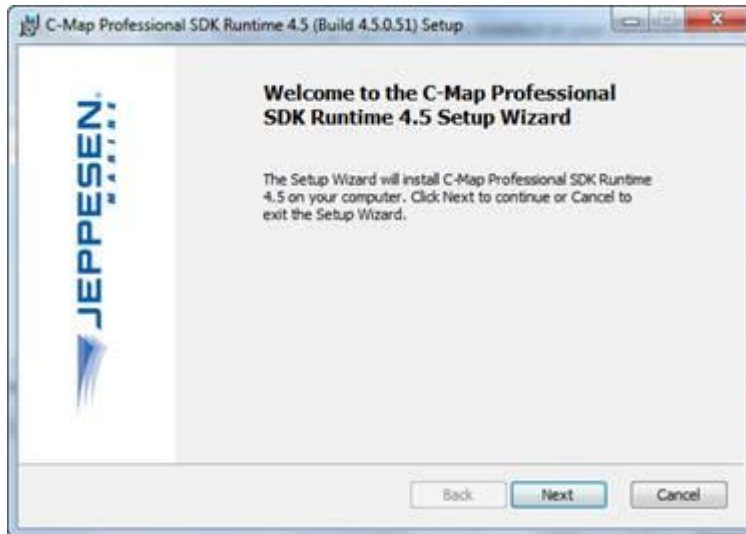 C-Map Professional SDK Runtime 4.5 (Build 4.5.0.51) Setup
JEPPESEN.
MARINE
Welcome to the C-Map Professional
SDK Runtime 4.5 Setup Wizard
The Setup Wizard will install C-Map Professional SDK Runtime
4.5 on your computer. Click Next to continue or Cancel to
exit the Setup Wizard.
Back
Next
Cancel